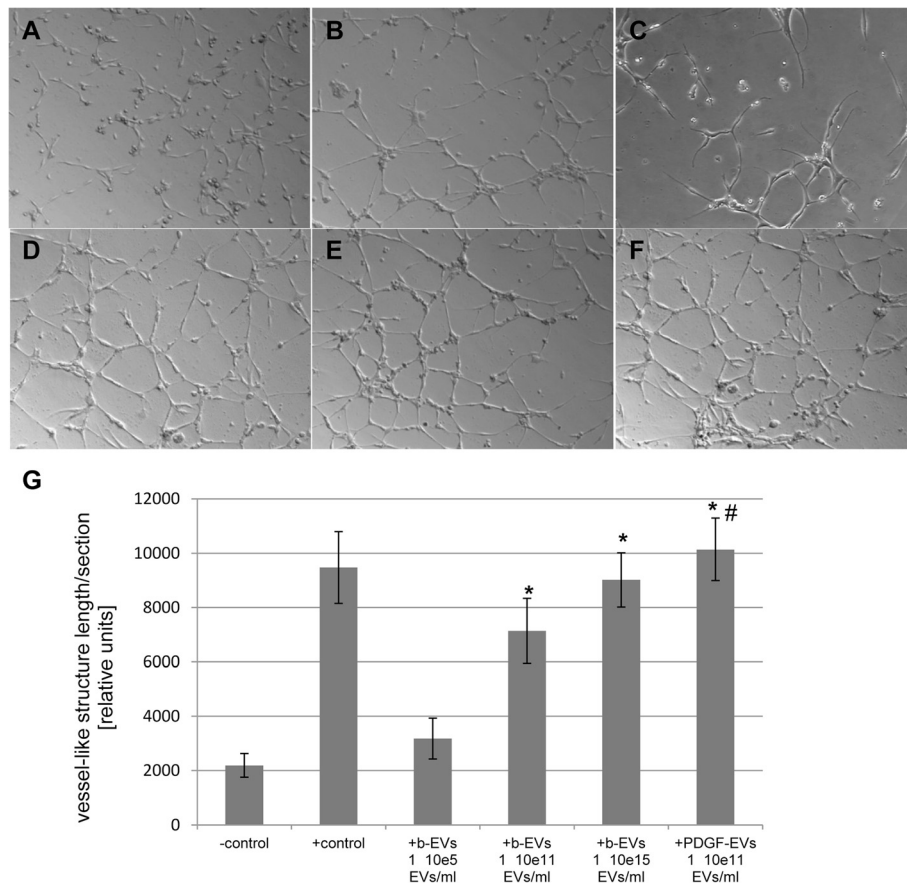 A
B
C
D
E
F
G
vessel-like structure length/section
[relative units]
12000
10000
8000
6000
4000
2000
0
*
*
* #
-control
+control
+b-EVs
1 10e5
EVs/ml
+b-EVs
1 10e11
EVs/ml
+b-EVs
1 10e15
EVs/ml
+PDGF-EVs
1 10e11
EVs/ml